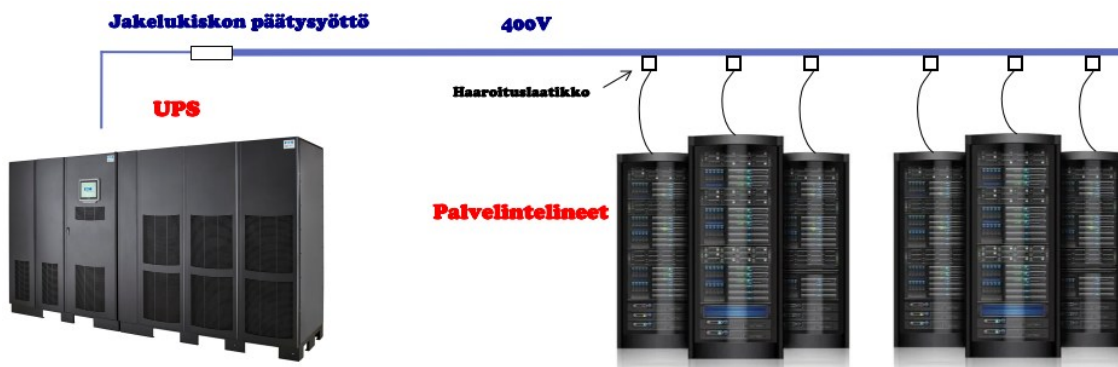 Jakelukiskon päätysyöttö
400V
Haaroituslaatikko
UPS
Palvelintelineet